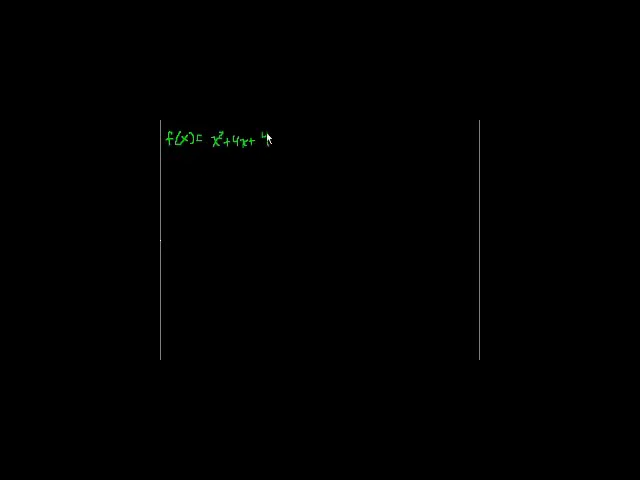 f(x) = x² + 4x + 4